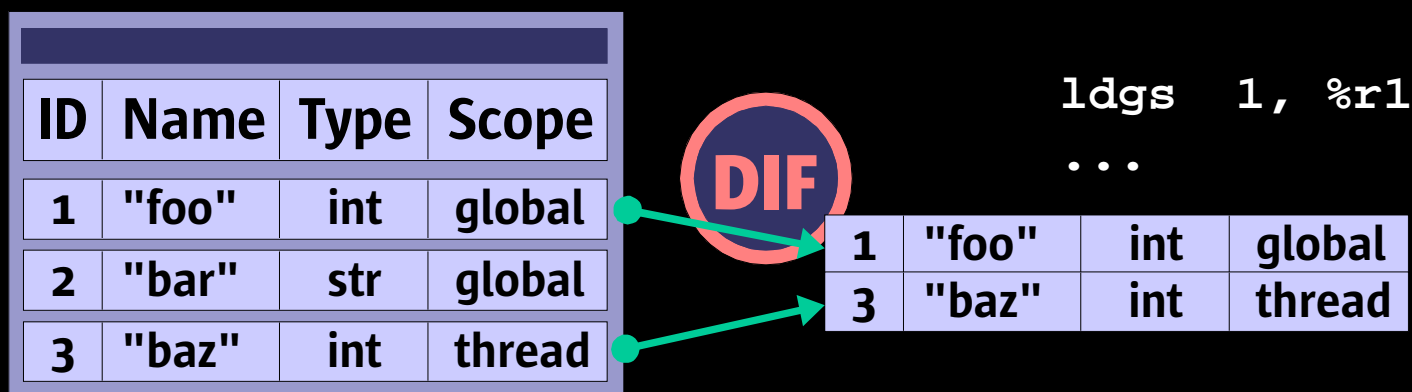 ID Name Type Scope
1 "foo" int global
2 "bar" str global
3 "baz" int thread
DIF
ldgs 1, %r1
...
1 "foo" int global
3 "baz" int thread